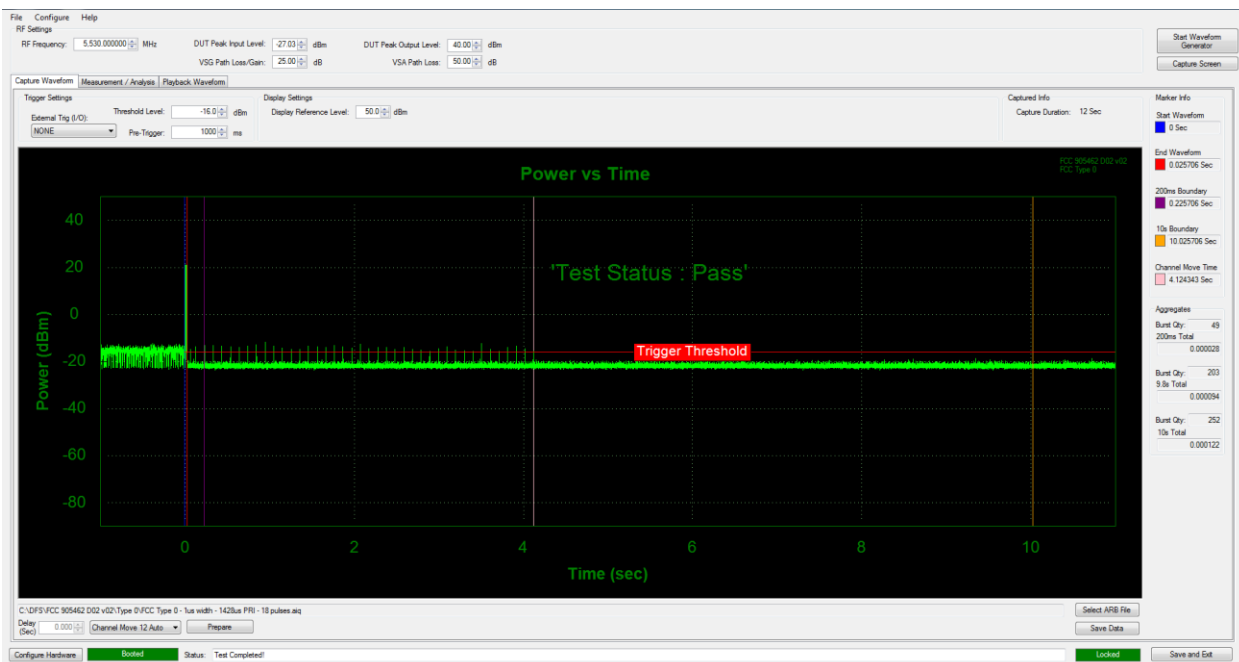 File Configure Help
RF Settings
RF Frequency: 5,530.000000 MHz DUT Peak Input Level: -27.03 dBm DUT Peak Output Level: 40.00 dBm
VSG Path Loss/Gain: 25.00 dB VSA Path Loss: 50.00 dB
Start Waveform Generator
Capture Screen
Capture Waveform Measurement / Analysis Playback Waveform
Trigger Settings
External Trig (I/O): Threshold Level: -16.0 dBm
NONE Pre-Trigger: 1000 ms
Display Settings
Display Reference Level: 50.0 dBm
Captured Info
Capture Duration: 12 Sec
Marker Info
Start Waveform
0 Sec
End Waveform
0.025706 Sec
200ms Boundary
0.225706 Sec
10s Boundary
10.025706 Sec
Channel Move Time
4.124343 Sec
Aggregates
Burst Qty: 49
200ms Total
0.000028
Burst Qty: 203
9.8s Total
0.000094
Burst Qty: 252
10s Total
0.000122
Power vs Time
FCC 905462 D02 v02
FCC Type 0
'Test Status : Pass'
Trigger Threshold
Power (dBm)
40
20
0
-20
-40
-60
-80
0 2 4 6 8 10
Time (sec)
C:\DFS\FCC 905462 D02 v02\Type 0\FCC Type 0 - 1us width - 1428us PRI - 18 pulses.aiq
Select ARB File
Delay (Sec) 0.000 Channel Move 12 Auto Prepare
Save Data
Configure Hardware Booted Status: Test Completed! Locked Save and Exit